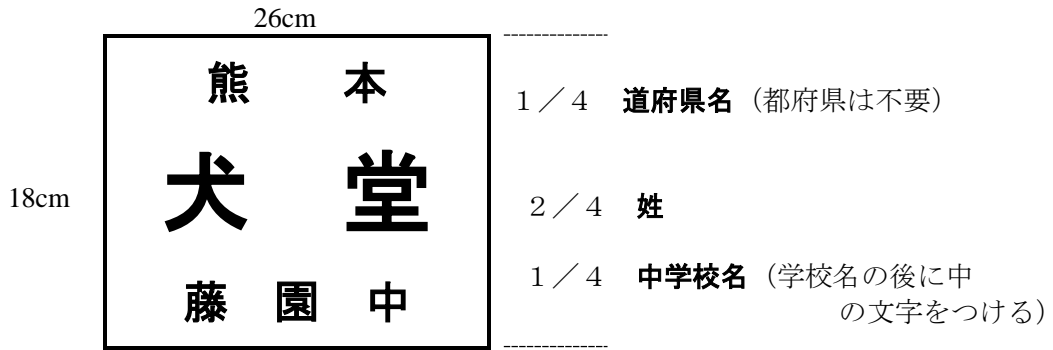 26cm
熊 本
1／4 道府県名（都府県は不要）
18cm
犬 堂
2／4 姓
藤 園 中
1／4 中学校名（学校名の後に中
の文字をつける）